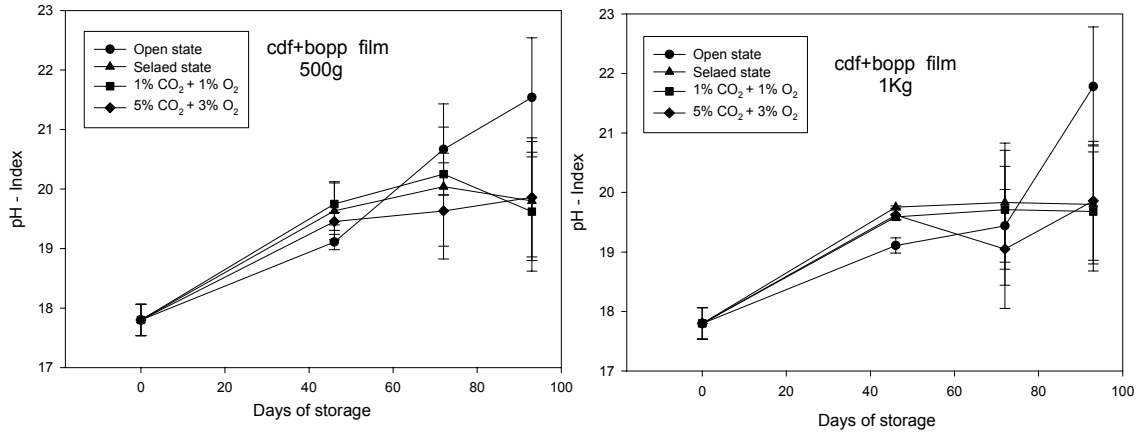 23
22
21
20
19
18
17
pH - Index
Open state
Selaed state
1% CO₂ + 1% O₂
5% CO₂ + 3% O₂
cdf+bopp film
500g
0
20
40
60
80
100
Days of storage
23
22
21
20
19
18
17
pH - Index
Open state
Selaed state
1% CO₂ + 1% O₂
5% CO₂ + 3% O₂
cdf+bopp film
1Kg
0
20
40
60
80
100
Days of storage